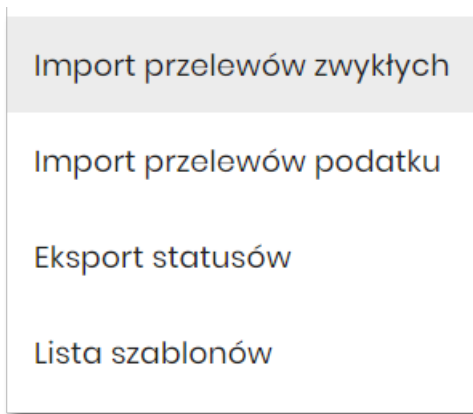 Import przelewów zwykłych
Import przelewów podatku
Eksport statusów
Lista szablonów